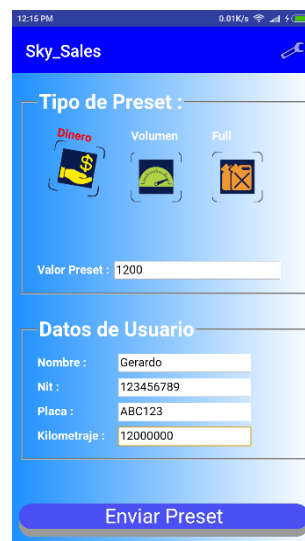 12:15 PM 0.01K/s
Sky_Sales
Tipo de Preset :
Dinero Volumen Full
$
Valor Preset : 1200
Datos de Usuario
Nombre : Gerardo
Nit : 123456789
Placa : ABC123
Kilometraje : 12000000
Enviar Preset